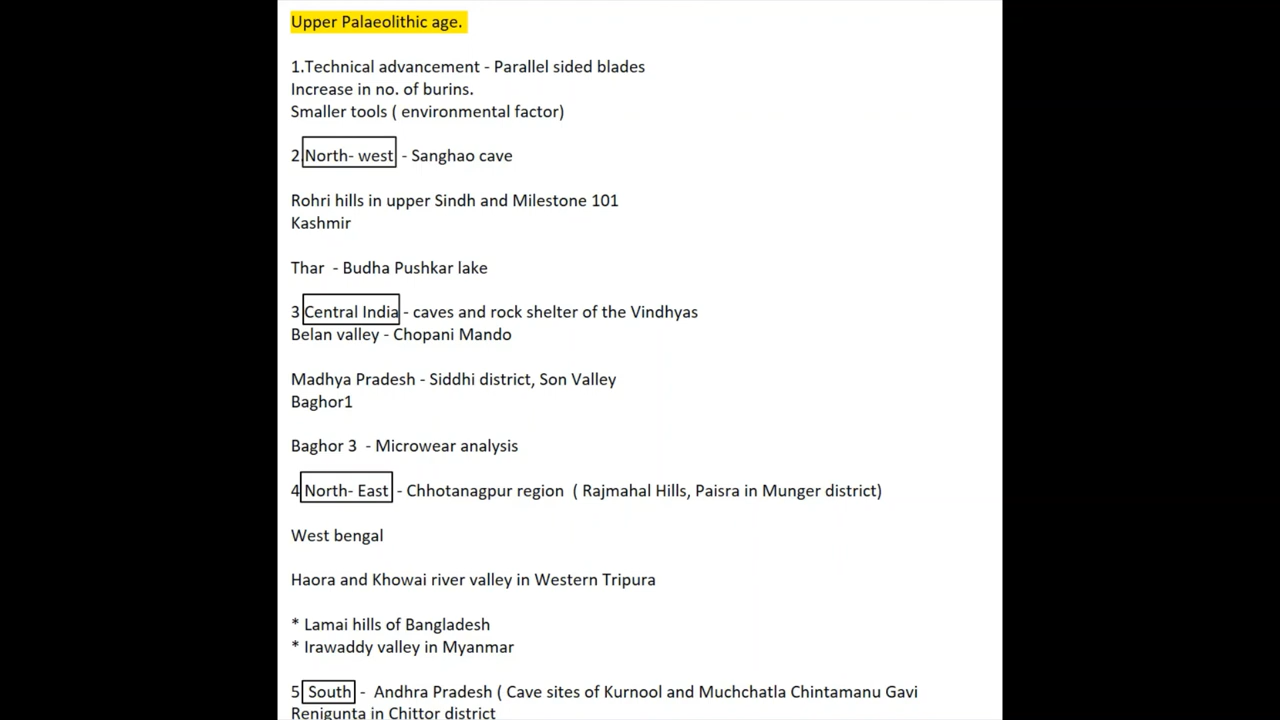 Upper Palaeolithic age.
1.Technical advancement - Parallel sided blades
Increase in no. of burins.
Smaller tools ( environmental factor)
2.North- west - Sanghao cave
Rohri hills in upper Sindh and Milestone 101
Kashmir
Thar - Budha Pushkar lake
3 Central India - caves and rock shelter of the Vindhyas
Belan valley - Chopani Mando
Madhya Pradesh - Siddhi district, Son Valley
Baghor1
Baghor 3 - Microwear analysis
4 North- East - Chhotanagpur region ( Rajmahal Hills, Paisra in Munger district)
West bengal
Haora and Khowai river valley in Western Tripura
* Lamai hills of Bangladesh
* Irawaddy valley in Myanmar
5 South - Andhra Pradesh ( Cave sites of Kurnool and Muchchatla Chintamanu Gavi
Renigunta in Chittor district